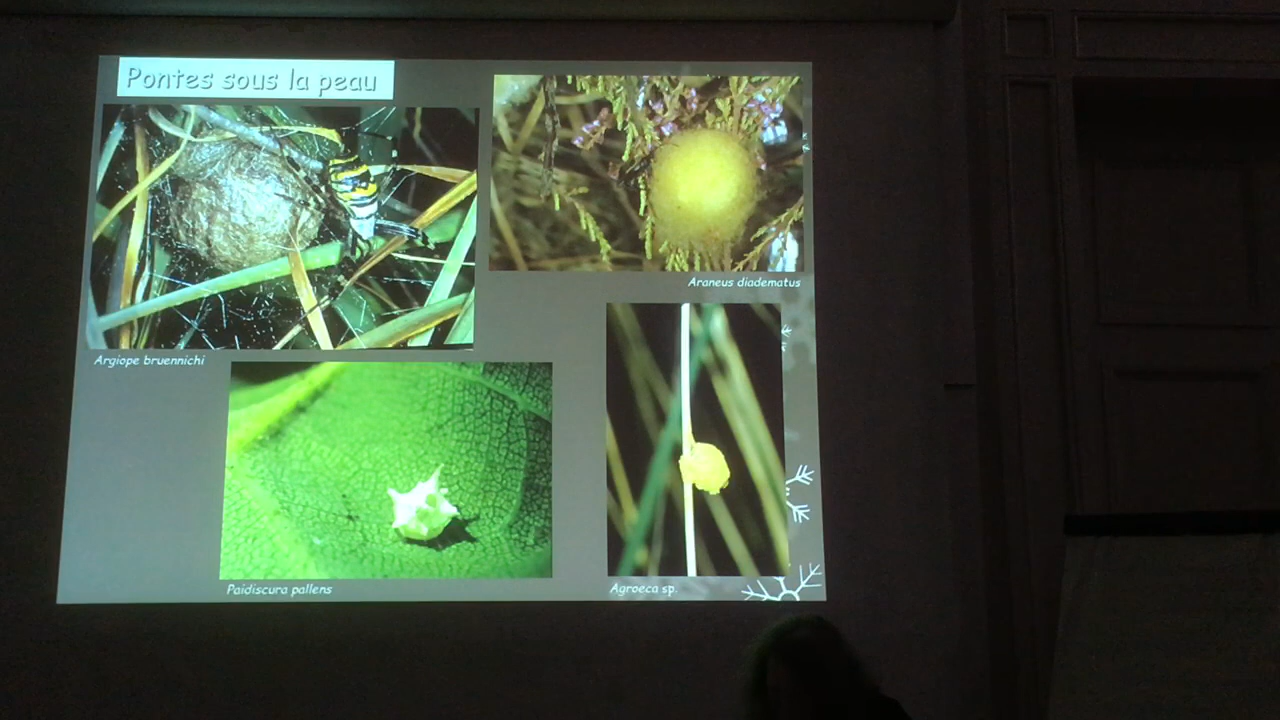 Pontes sous la peau
Araneus diadematus
Argiope bruennichi
Paidiscura pallens
Agroeca sp.